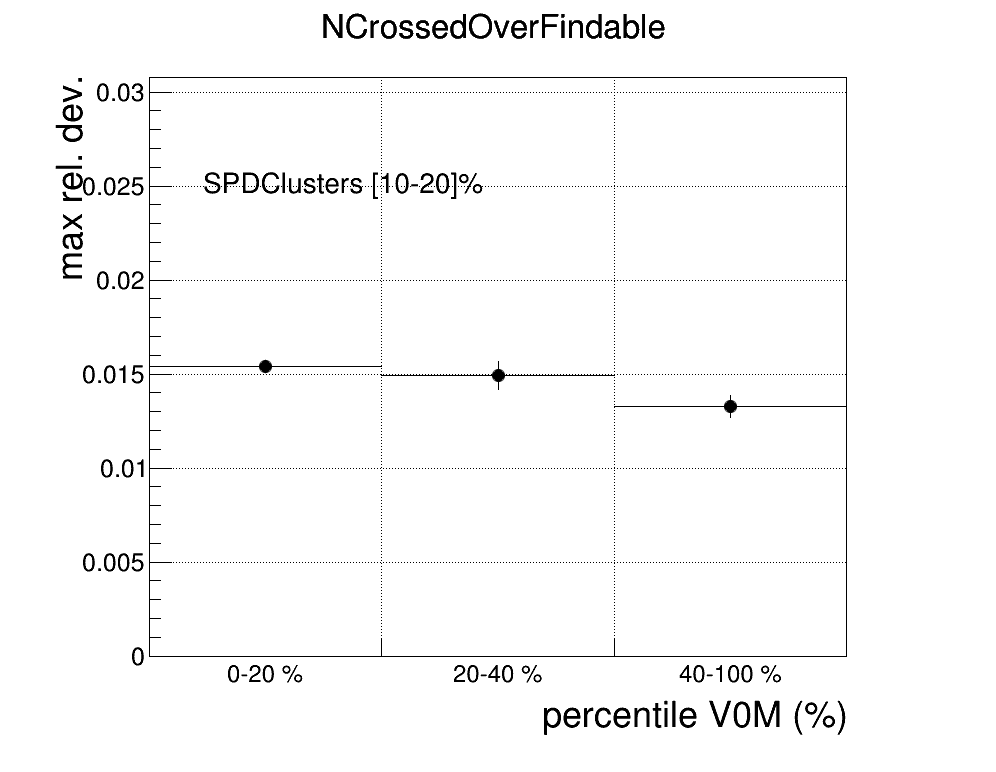 NCrossedOverFindable
max rel. dev.
0.03
0.025
0.02
0.015
0.01
0.005
0
SPDClusters [10-20]%
0-20 %
20-40 %
40-100 %
percentile V0M (%)